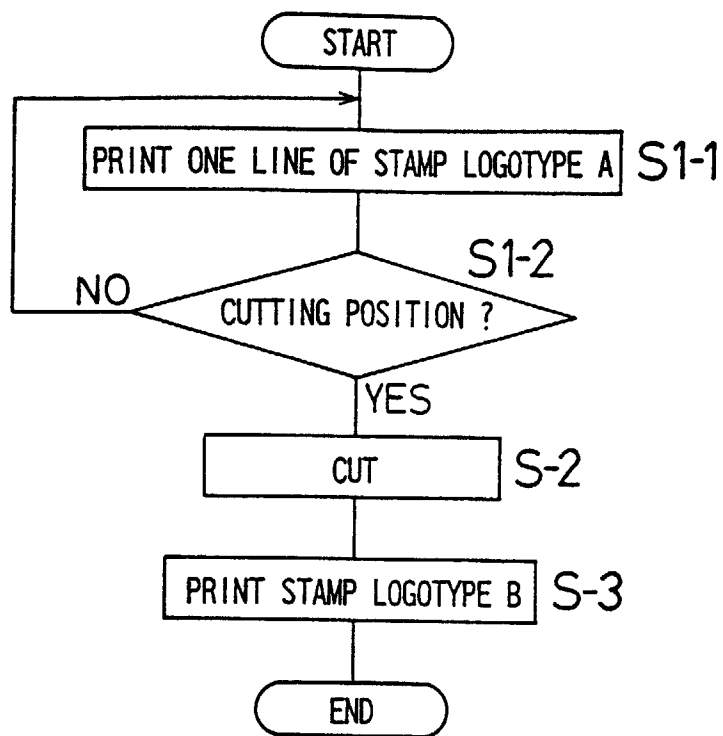 START
PRINT ONE LINE OF STAMP LOGOTYPE A
S1-1
S1-2
CUTTING POSITION ?
NO
YES
CUT
S-2
PRINT STAMP LOGOTYPE B
S-3
END